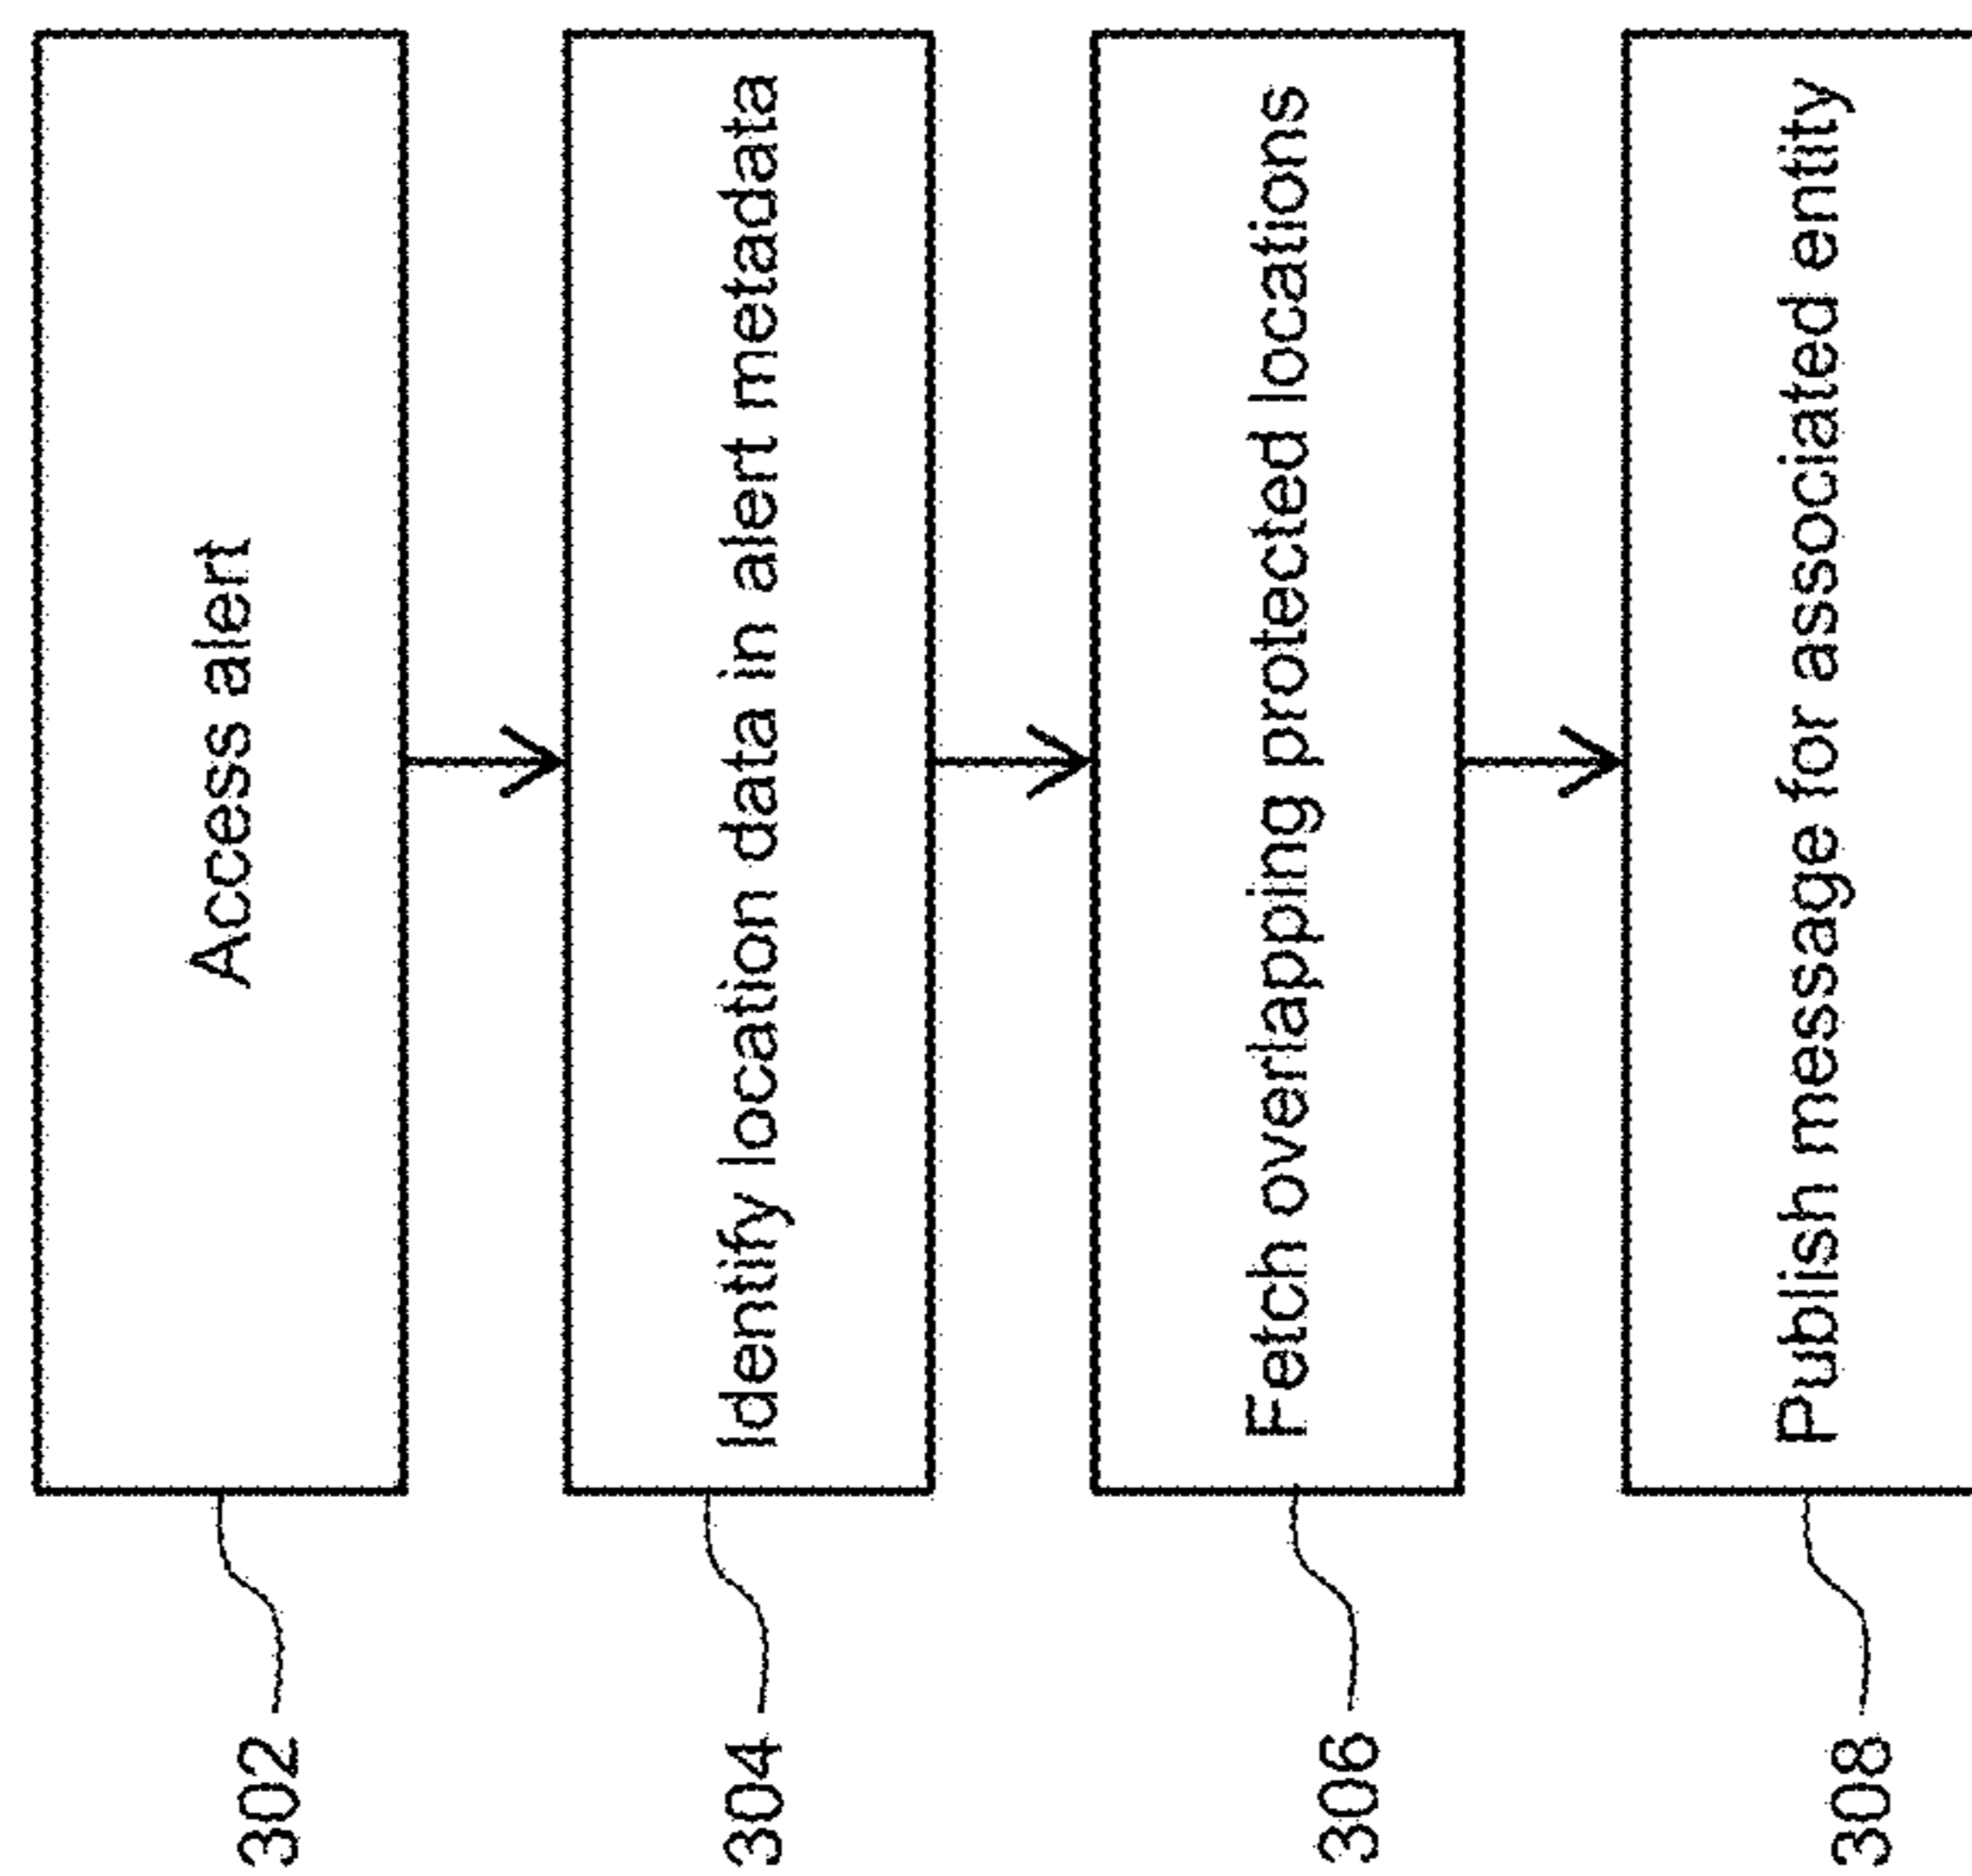 302
Access alert
304
Identify location data in alert metadata
306
Fetch overlapping protected locations
308
Publish message for associated entity